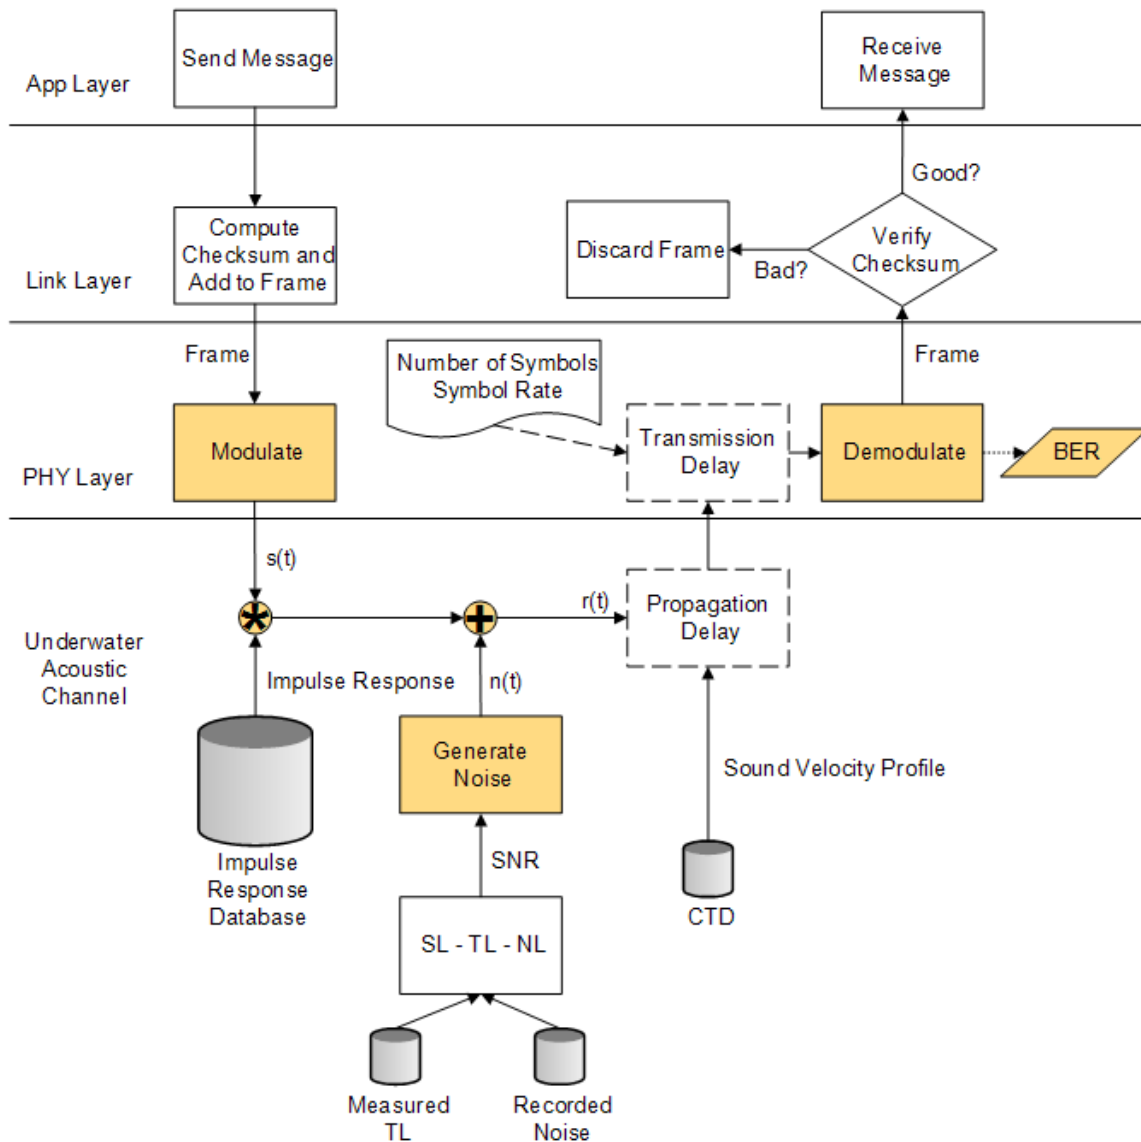 Send Message
Receive
Message
App Layer
Good?
Compute
Checksum and
Add to Frame
Discard Frame
Bad?
Verify
Checksum
Link Layer
Frame
Number of Symbols
Symbol Rate
Frame
Modulate
Transmission
Delay
Demodulate
BER
PHY Layer
s(t)
*
+
r(t)
Propagation
Delay
Underwater
Acoustic
Channel
Impulse Response
n(t)
Generate
Noise
Sound Velocity Profile
Impulse
Response
Database
SNR
CTD
SL - TL - NL
Measured
TL
Recorded
Noise